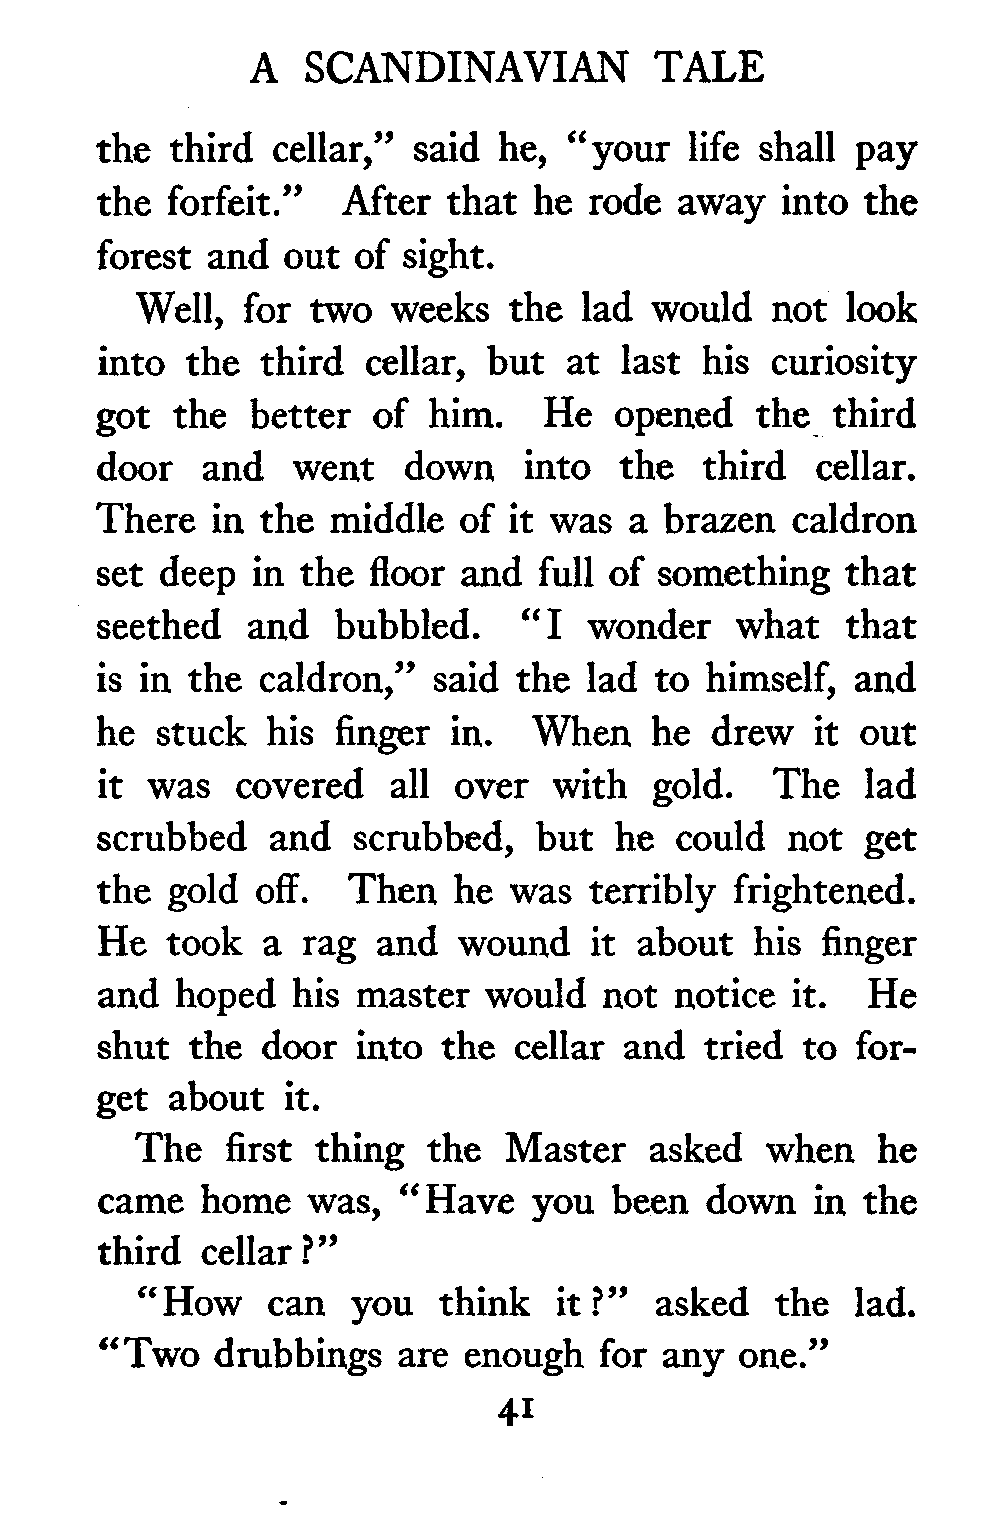 A SCANDINAVIAN TALE
the third cellar,” said he, “your life shall pay
the forfeit.” After that he rode away into the
forest and out of sight.
Well, for two weeks the lad would not look
into the third cellar, but at last his curiosity
got the better of him. He opened the third
door and went down into the third cellar.
There in the middle of it was a brazen caldron
set deep in the floor and full of something that
seethed and bubbled. “I wonder what that
is in the caldron,” said the lad to himself, and
he stuck his finger in. When he drew it out
it was covered all over with gold. The lad
scrubbed and scrubbed, but he could not get
the gold off. Then he was terribly frightened.
He took a rag and wound it about his finger
and hoped his master would not notice it. He
shut the door into the cellar and tried to for-
get about it.
The first thing the Master asked when he
came home was, “Have you been down in the
third cellar?”
“How can you think it?” asked the lad.
“Two drubbings are enough for any one.”
41